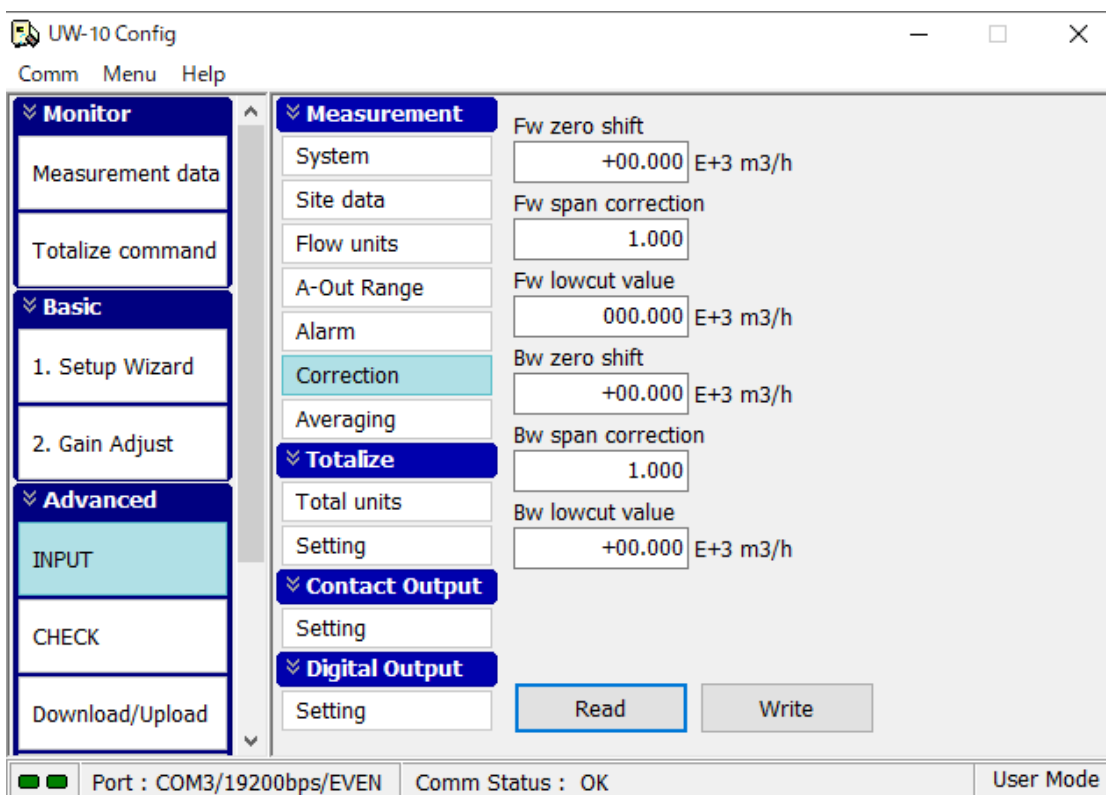 UW-10 Config
Comm Menu Help
Monitor
Measurement data
Totalize command
Basic
1. Setup Wizard
2. Gain Adjust
Advanced
INPUT
CHECK
Download/Upload
Measurement
System
Site data
Flow units
A-Out Range
Alarm
Correction
Averaging
Totalize
Total units
Setting
Contact Output
Setting
Digital Output
Setting
Fw zero shift
+00.000 E+3 m3/h
Fw span correction
1.000
Fw lowcut value
000.000 E+3 m3/h
Bw zero shift
+00.000 E+3 m3/h
Bw span correction
1.000
Bw lowcut value
+00.000 E+3 m3/h
Read Write
Port : COM3/19200bps/EVEN Comm Status : OK User Mode